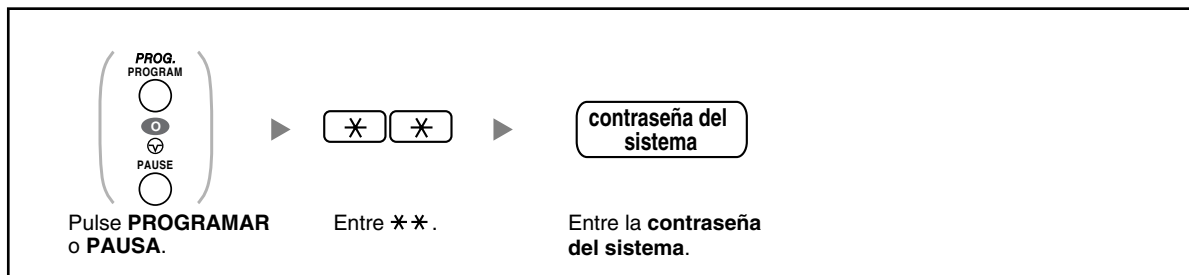 PROG.
PROGRAM
O
PAUSE
Pulse PROGRAMAR
o PAUSA.
✳ ✳
Entre ✳✳.
contraseña del
sistema
Entre la contraseña
del sistema.